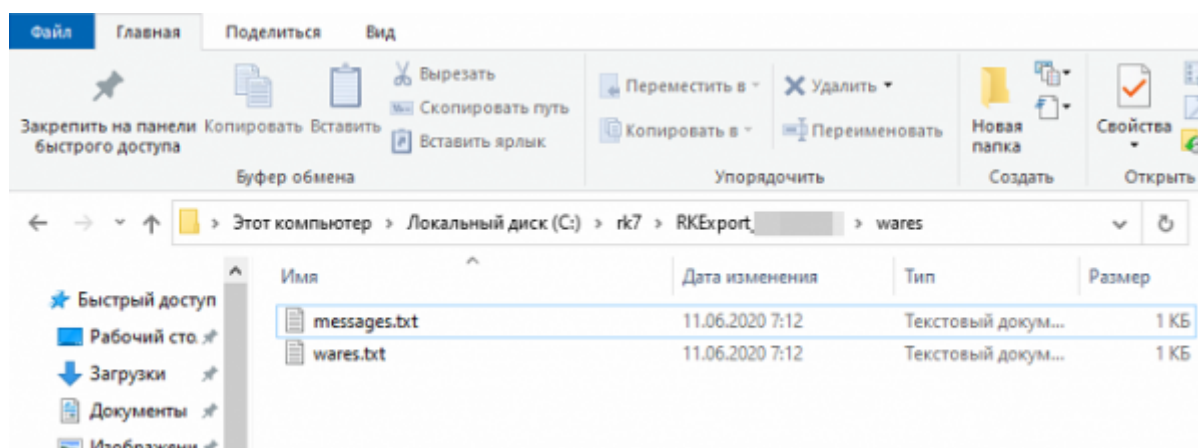 Файл Главная Поделиться Вид
Закрепить на панели быстрого доступа
Копировать
Вставить
Вырезать
Скопировать путь
Вставить ярлык
Буфер обмена
Переместить в
Копировать в
Удалить
Переименовать
Упорядочить
Новая папка
Создать
Свойства
Открыть
Этот компьютер > Локальный диск (C:) > rk7 > RKExport_ > wares
Имя Дата изменения Тип Размер
Быстрый доступ
Рабочий сто
Загрузки
Документы
Изображени
messages.txt 11.06.2020 7:12 Текстовый докум... 1 КБ
wares.txt 11.06.2020 7:12 Текстовый докум... 1 КБ